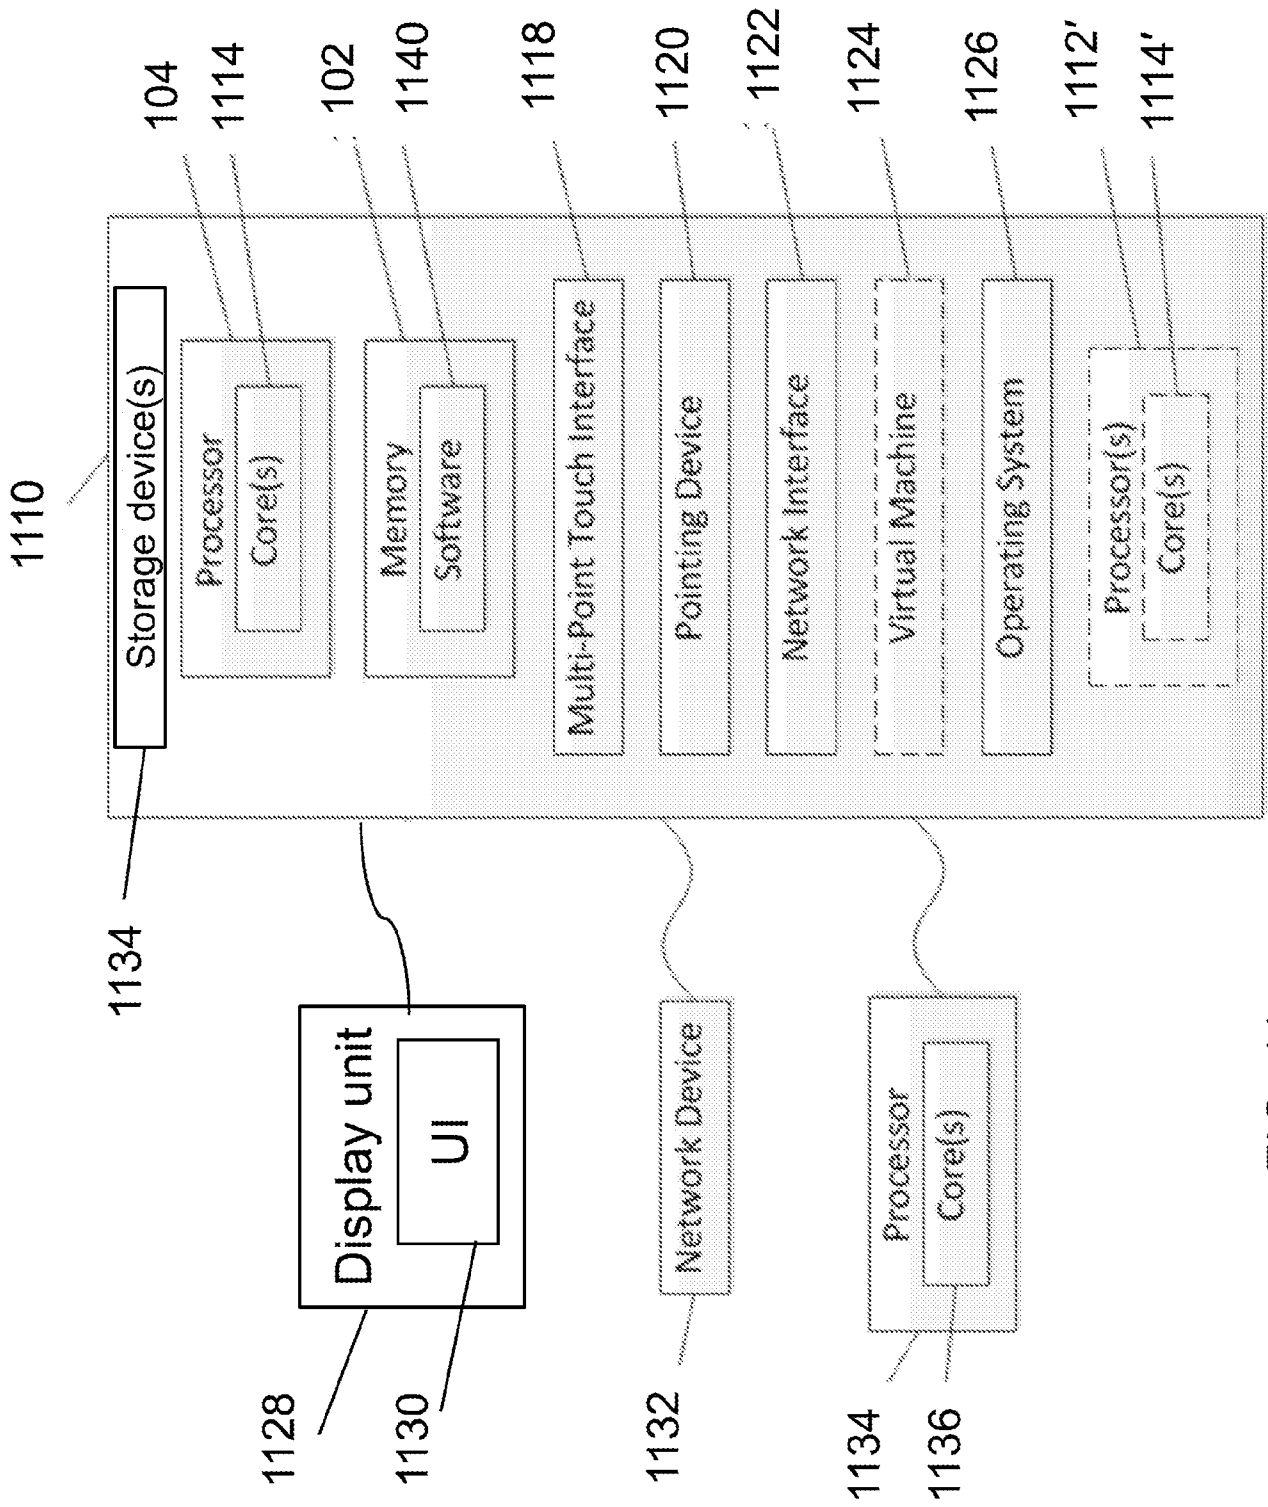 1110
Storage device(s)
1134
104
Processor
1114
Core(s)
102
Memory
1140
Software
1118
Multi-Point Touch Interface
1120
Pointing Device
1122
Network Interface
1124
Virtual Machine
1126
Operating System
1112′
Processor(s)
1114′
Core(s)
1128
Display unit
1130
UI
1132
Network Device
1134
Processor
1136
Core(s)